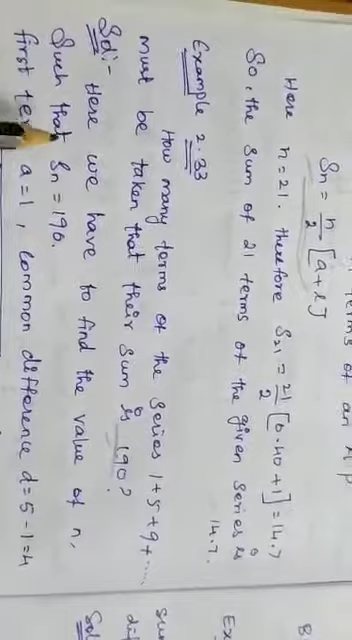 terms of an A.P
Sn = n/2 [a+l]
Here n=21. therefore S21 = 21/2 [0.40+1] = 14.7
So, the sum of 21 terms of the given series is 14.7.
Example 2.33
How many terms of the series 1+5+9+.....
must be taken that their sum is 190?
Sol:- Here we have to find the value of n,
Such that Sn = 190.
first a=1, common difference d=5-1=4